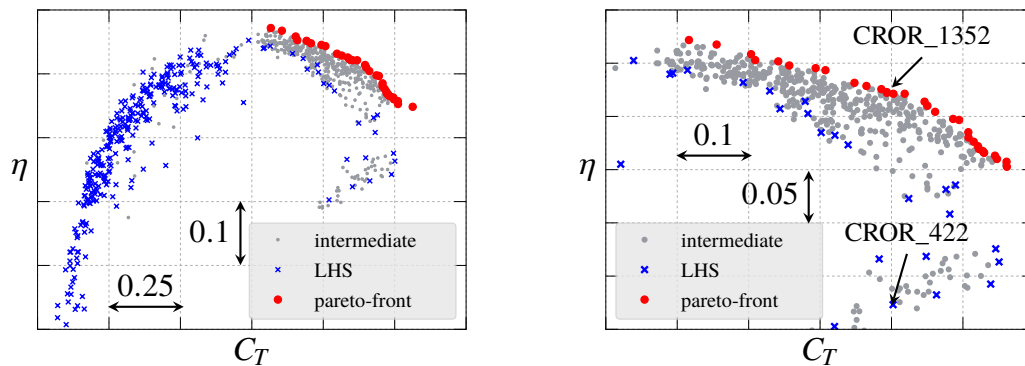 η
0.1
0.25
intermediate
LHS
pareto-front
C_T
CROR_1352
η
0.1
0.05
CROR_422
intermediate
LHS
pareto-front
C_T